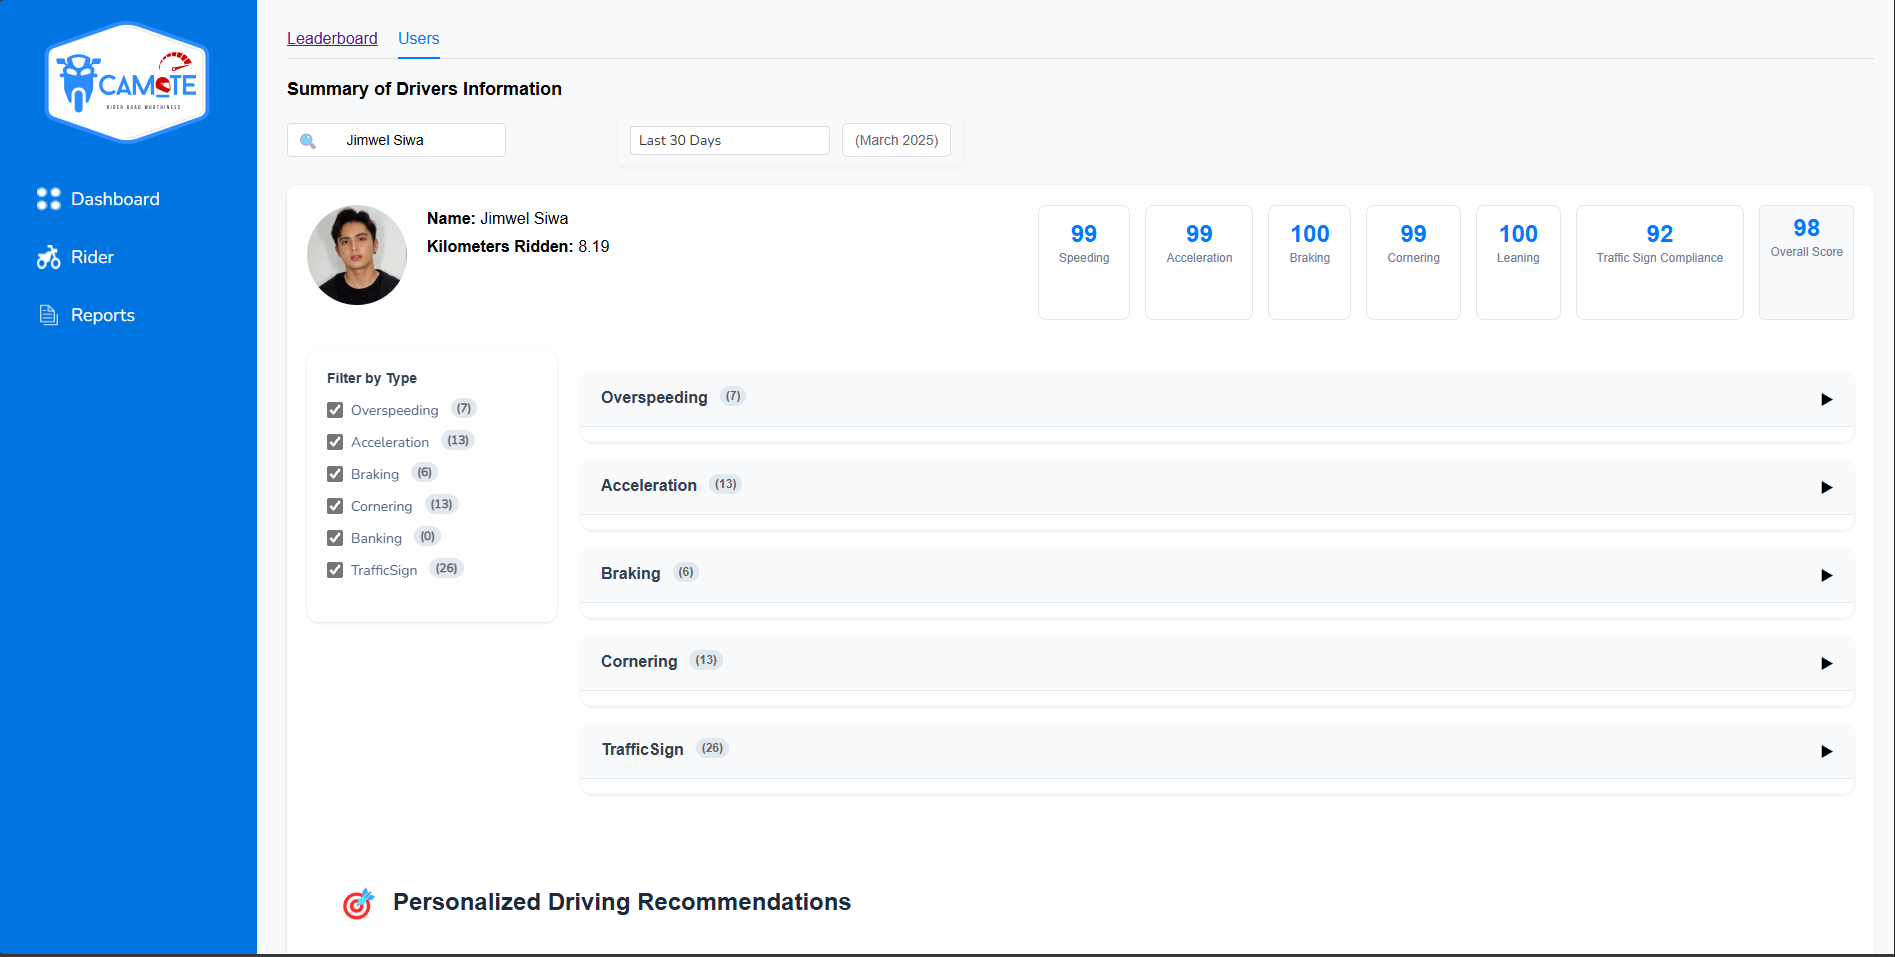 CAMOTE
RIDER ROAD WORTHINESS
Dashboard
Rider
Reports
Leaderboard Users
Summary of Drivers Information
Jimwel Siwa
Last 30 Days
(March 2025)
Name: Jimwel Siwa
Kilometers Ridden: 8.19
99
Speeding
99
Acceleration
100
Braking
99
Cornering
100
Leaning
92
Traffic Sign Compliance
98
Overall Score
Filter by Type
Overspeeding (7)
Acceleration (13)
Braking (6)
Cornering (13)
Banking (0)
TrafficSign (26)
Overspeeding (7)
Acceleration (13)
Braking (6)
Cornering (13)
TrafficSign (26)
Personalized Driving Recommendations